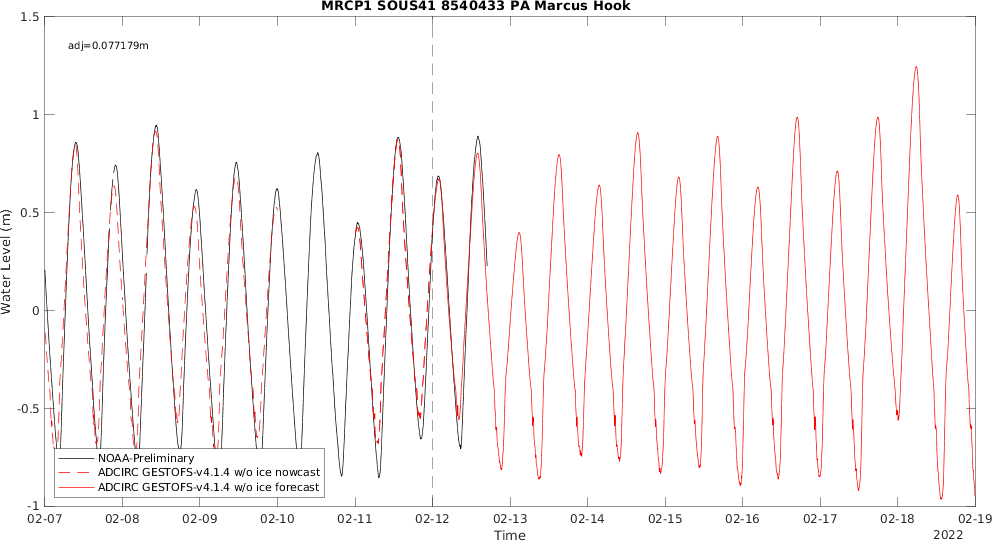 MRCP1 SOUS41 8540433 PA Marcus Hook
adj=0.077179m
Water Level (m)
1.5
1
0.5
0
-0.5
-1
NOAA-Preliminary
ADCIRC GESTOFS-v4.1.4 w/o ice nowcast
ADCIRC GESTOFS-v4.1.4 w/o ice forecast
02-07 02-08 02-09 02-10 02-11 02-12 02-13 02-14 02-15 02-16 02-17 02-18 02-19
Time
2022